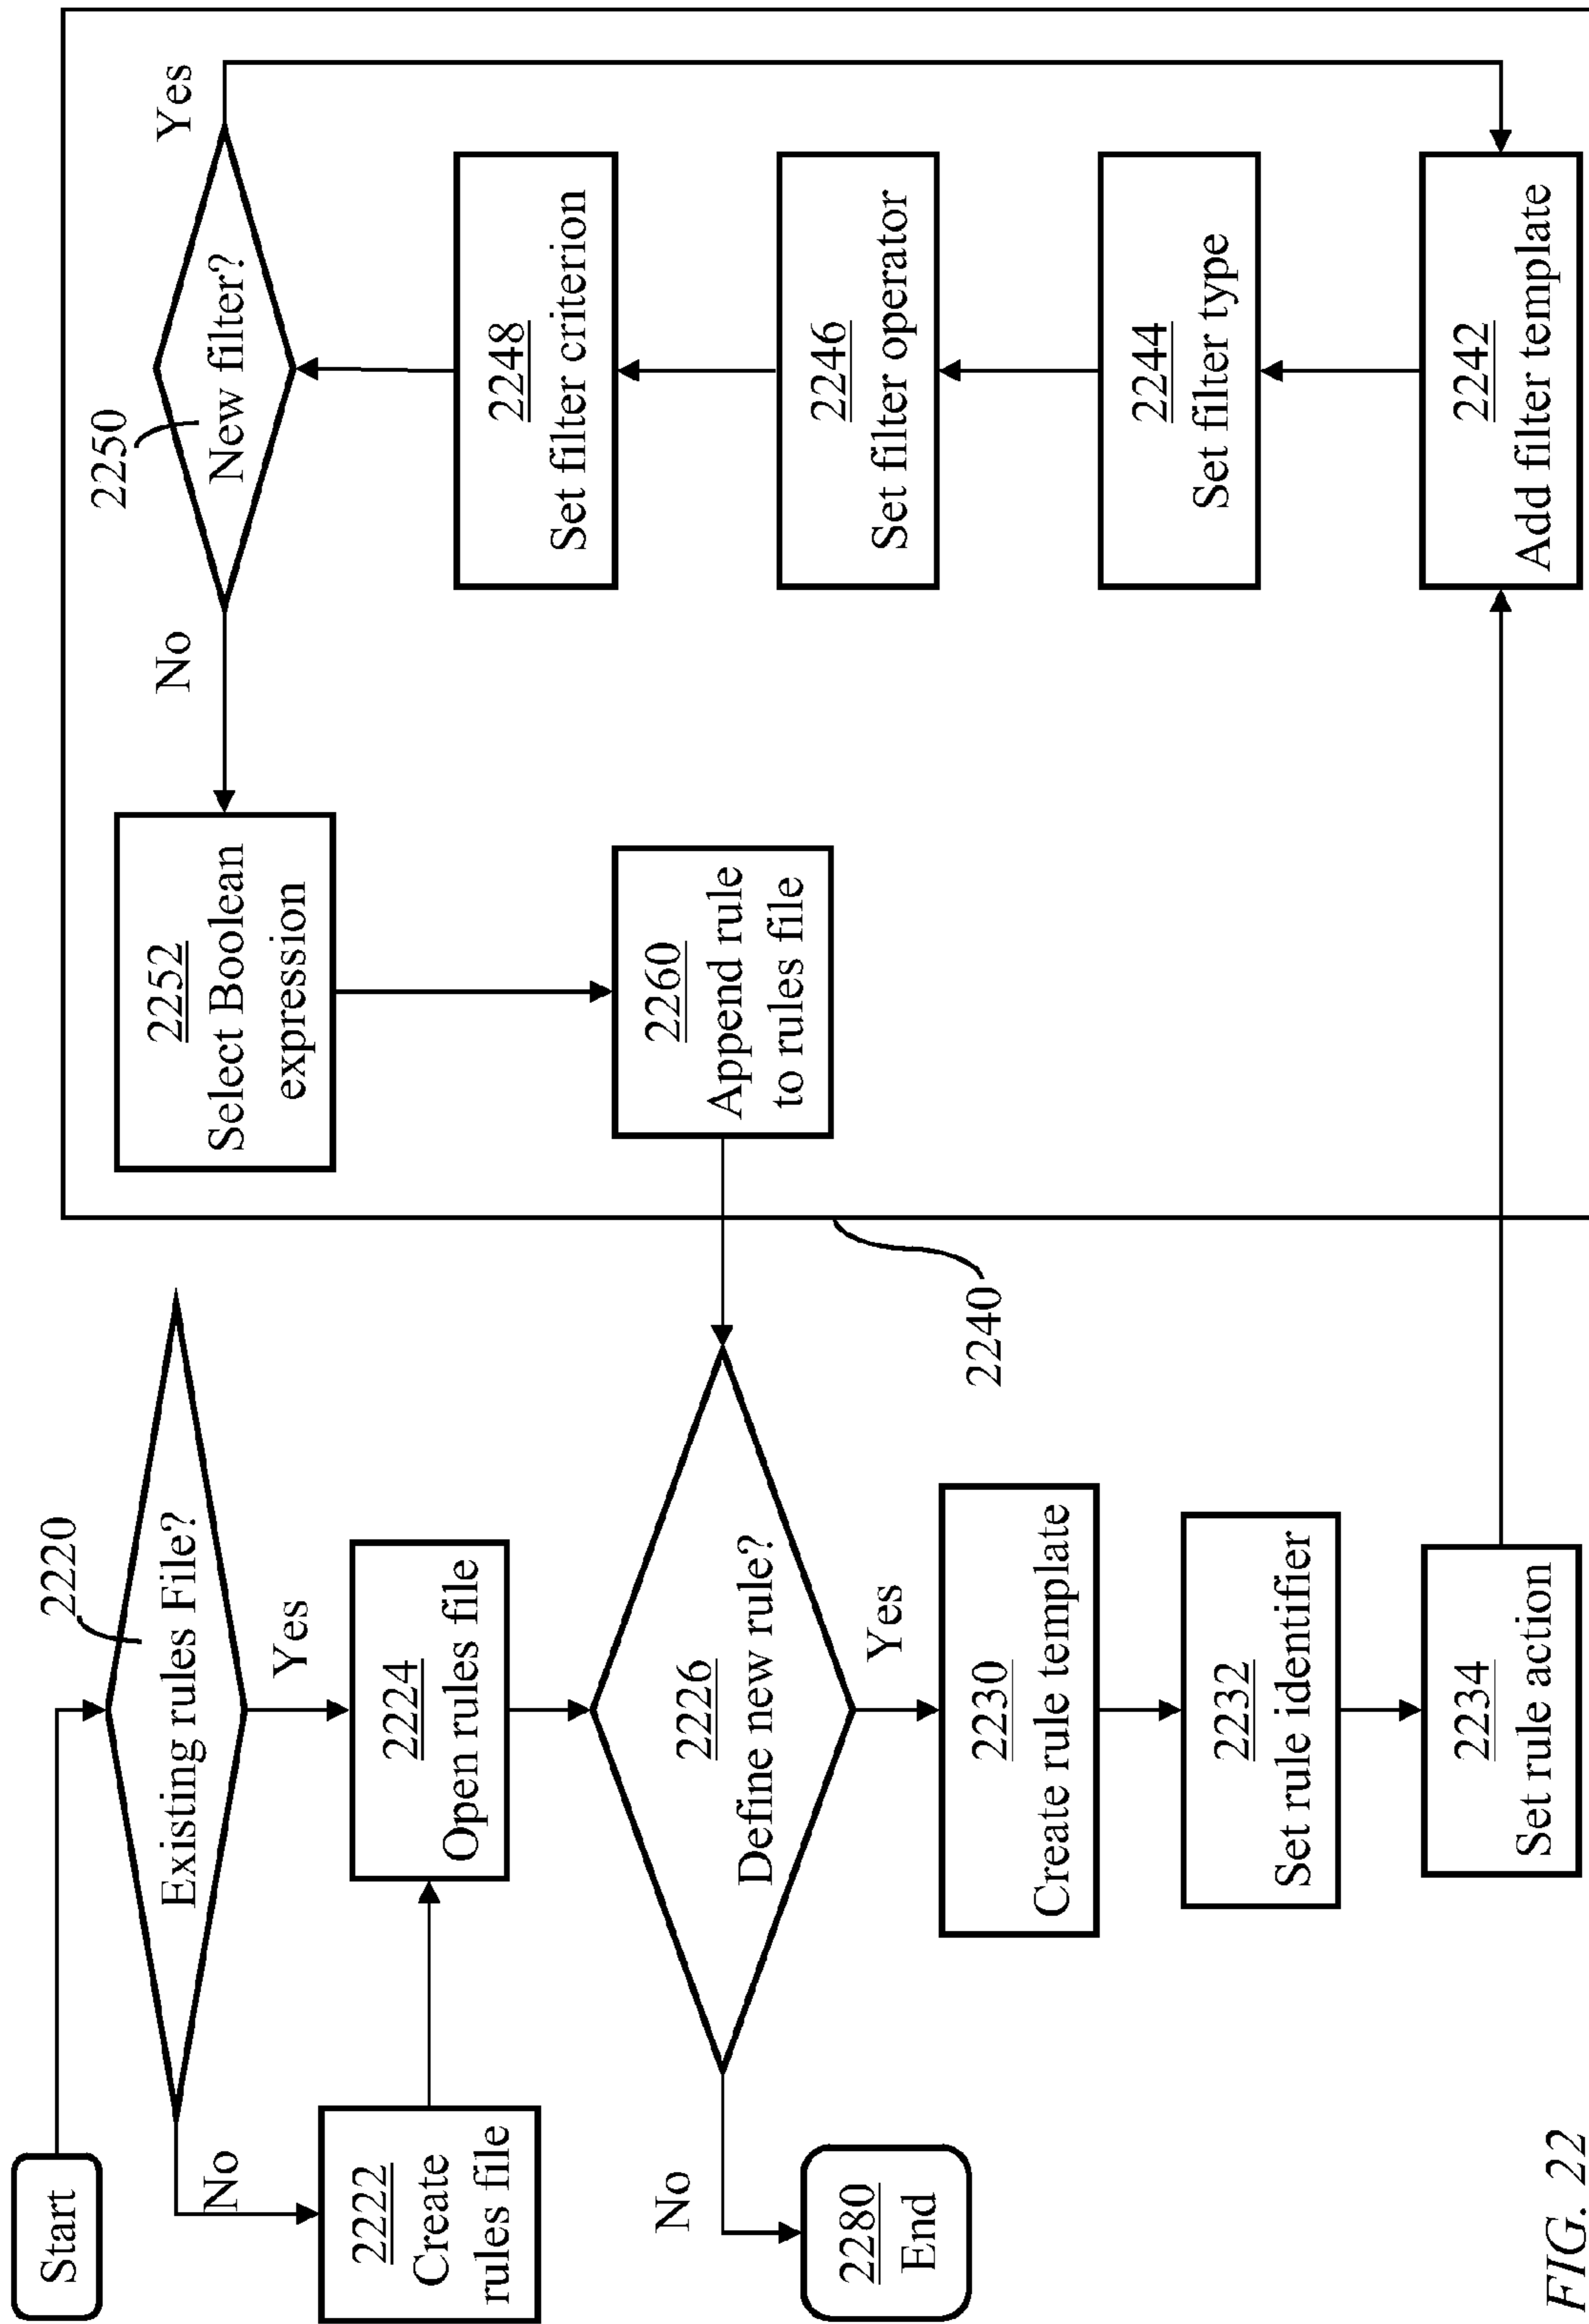 Start
2220
Existing rules File?
No
Yes
2222
Create
rules file
2224
Open rules file
2226
Define new rule?
No
Yes
2280
End
2230
Create rule template
2232
Set rule identifier
2234
Set rule action
2240
2250
New filter?
Yes
No
2252
Select Boolean
expression
2260
Append rule
to rules file
2248
Set filter criterion
2246
Set filter operator
2244
Set filter type
2242
Add filter template
FIG. 22